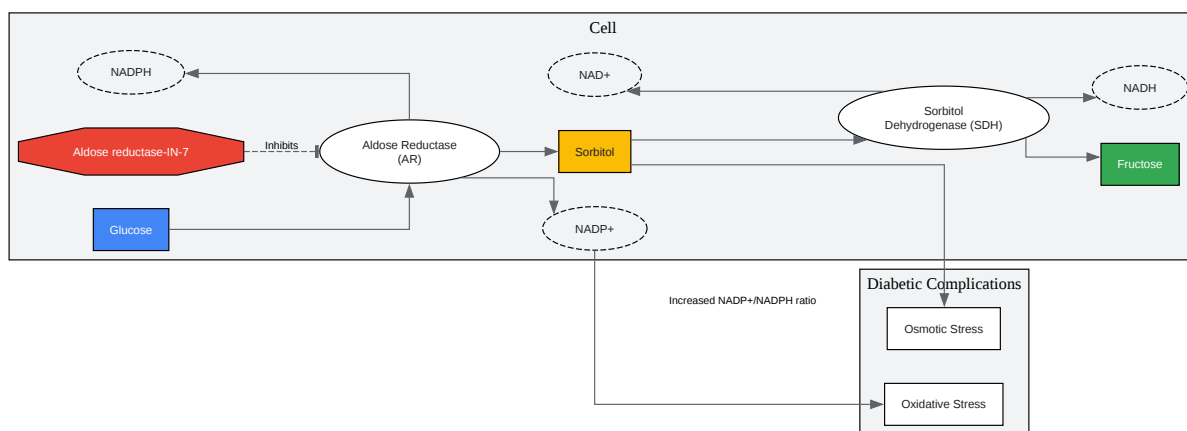 Cell
NADPH
NAD+
NADH
Sorbitol
Dehydrogenase (SDH)
Aldose reductase-IN-7
Inhibits
Aldose Reductase
(AR)
Sorbitol
Fructose
Glucose
NADP+
Diabetic Complications
Increased NADP+/NADPH ratio
Osmotic Stress
Oxidative Stress